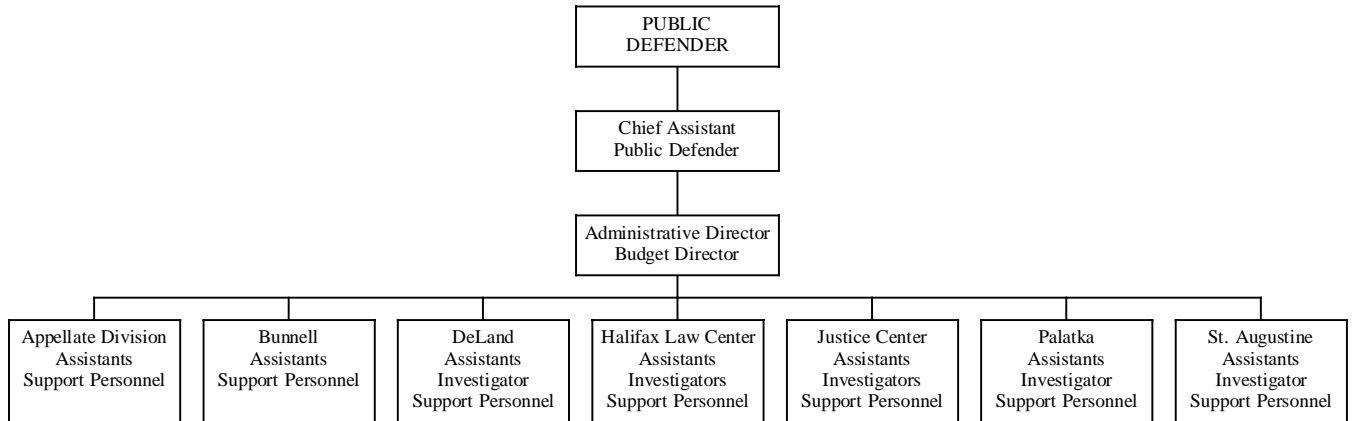 PUBLIC
DEFENDER
Chief Assistant
Public Defender
Administrative Director
Budget Director
Appellate Division
Assistants
Support Personnel
Bunnell
Assistants
Support Personnel
DeLand
Assistants
Investigator
Support Personnel
Halifax Law Center
Assistants
Investigators
Support Personnel
Justice Center
Assistants
Investigators
Support Personnel
Palatka
Assistants
Investigator
Support Personnel
St. Augustine
Assistants
Investigator
Support Personnel